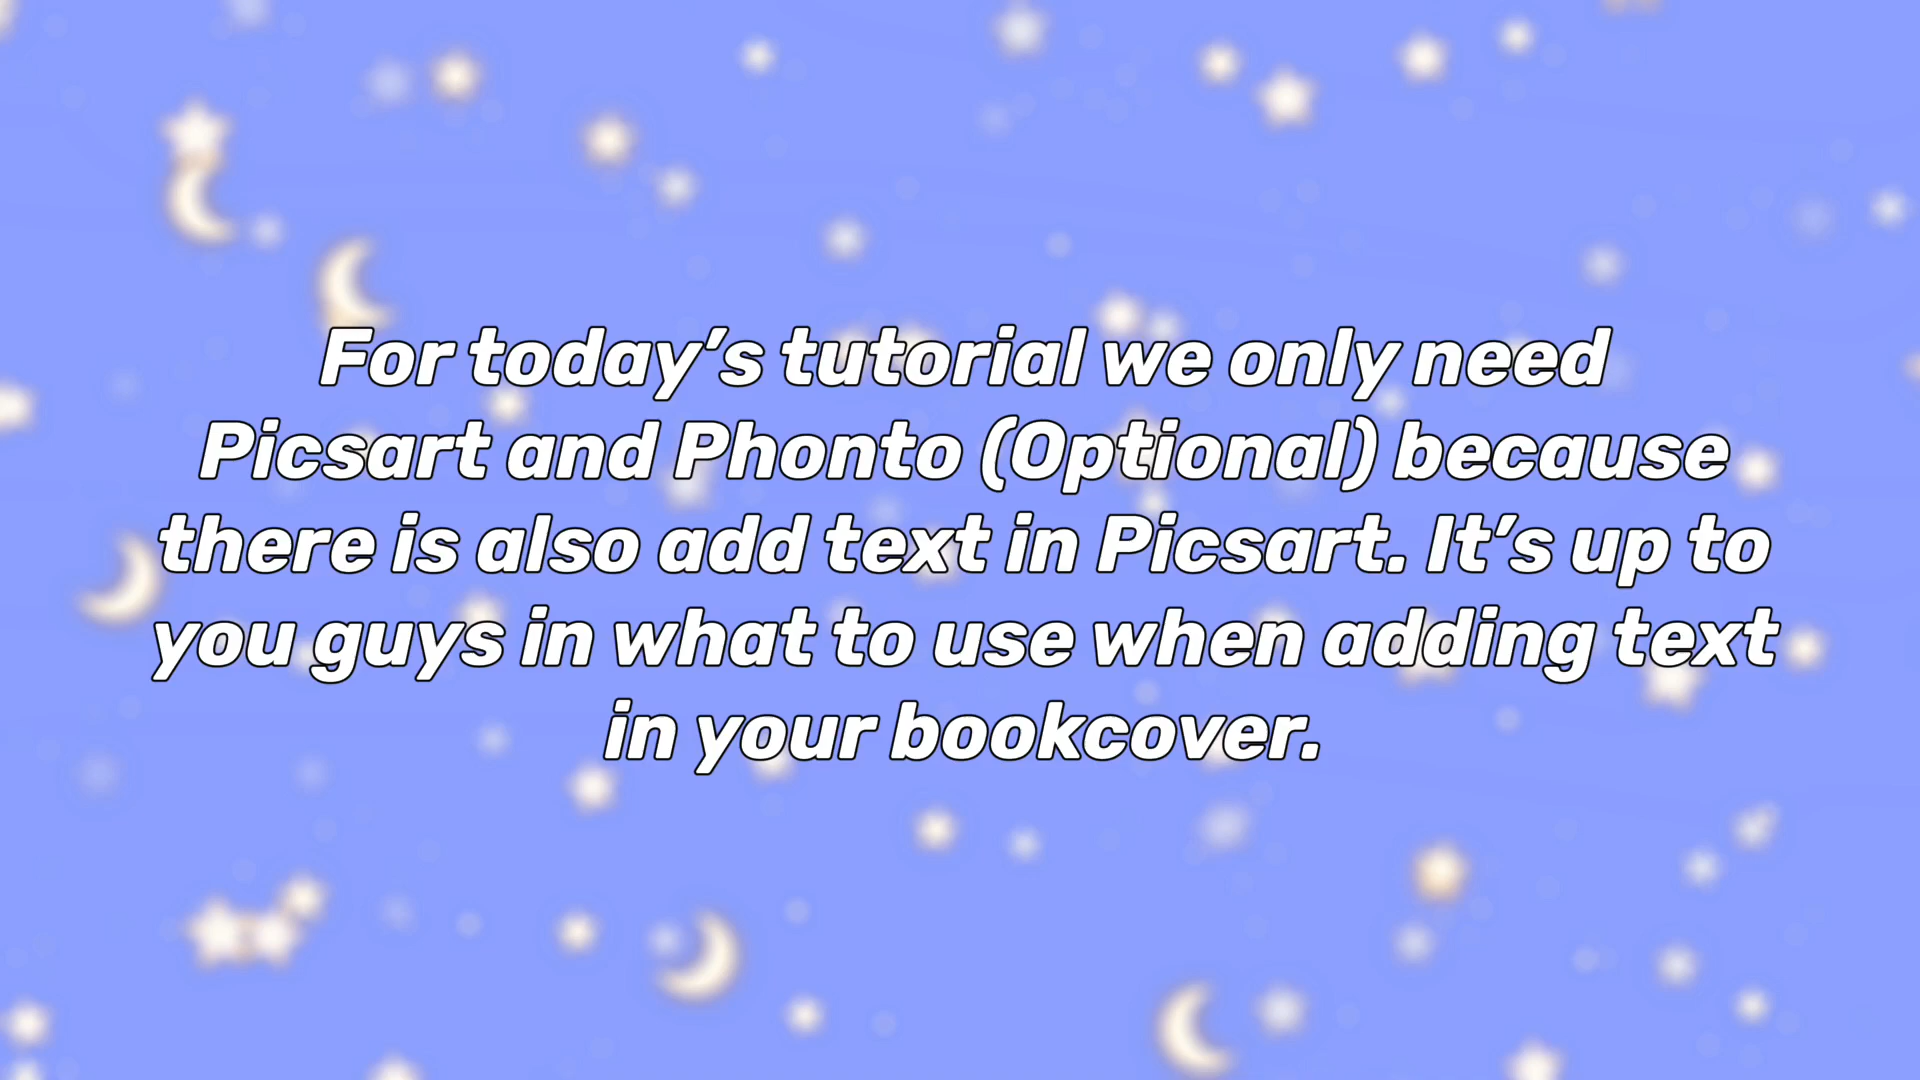 For today’s tutorial we only need
Picsart and Phonto (Optional) because
there is also add text in Picsart. It’s up to
you guys in what to use when adding text
in your bookcover.